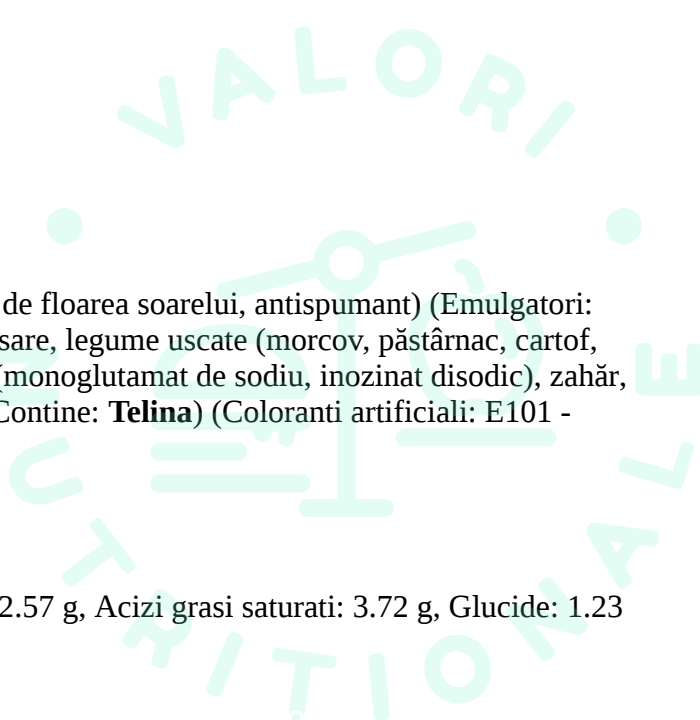 VALORI
de floarea soarelui, antispumant) (Emulgatori:
sare, legume uscate (morcov, păstârnac, cartof,
(monoglutamat de sodiu, inozinat disodic), zahăr,
Contine: Telina) (Coloranti artificiali: E101 -
2.57 g, Acizi grasi saturati: 3.72 g, Glucide: 1.23
NUTRITIONALE